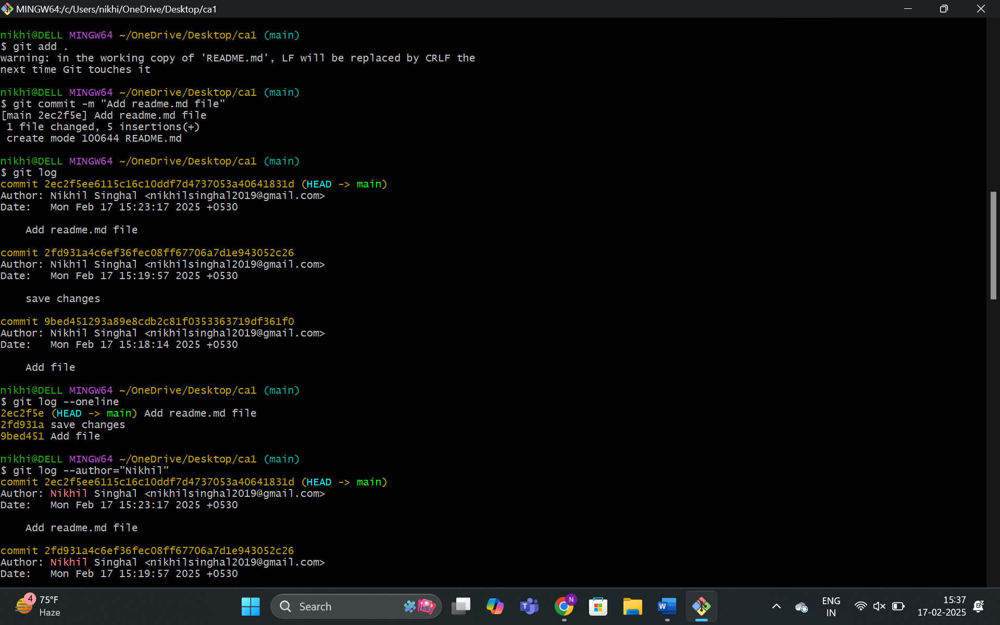 MINGW64:/c/Users/nikhi/OneDrive/Desktop/ca1
nikhi@DELL MINGW64 ~/OneDrive/Desktop/ca1 (main)
$ git add .
warning: in the working copy of 'README.md', LF will be replaced by CRLF the
next time Git touches it
nikhi@DELL MINGW64 ~/OneDrive/Desktop/ca1 (main)
$ git commit -m "Add readme.md file"
[main 2ec2f5e] Add readme.md file
 1 file changed, 5 insertions(+)
 create mode 100644 README.md
nikhi@DELL MINGW64 ~/OneDrive/Desktop/ca1 (main)
$ git log
commit 2ec2f5ee6115c16c10ddf7d4737053a40641831d (HEAD -> main)
Author: Nikhil Singhal <nikhilsinghal2019@gmail.com>
Date:   Mon Feb 17 15:23:17 2025 +0530
    Add readme.md file
commit 2fd931a4c6ef36fec08ff67706a7d1e943052c26
Author: Nikhil Singhal <nikhilsinghal2019@gmail.com>
Date:   Mon Feb 17 15:19:57 2025 +0530
    save changes
commit 9bed451293a89e8cdb2c81f0353363719df361f0
Author: Nikhil Singhal <nikhilsinghal2019@gmail.com>
Date:   Mon Feb 17 15:18:14 2025 +0530
    Add file
nikhi@DELL MINGW64 ~/OneDrive/Desktop/ca1 (main)
$ git log --oneline
2ec2f5e (HEAD -> main) Add readme.md file
2fd931a save changes
9bed451 Add file
nikhi@DELL MINGW64 ~/OneDrive/Desktop/ca1 (main)
$ git log --author="Nikhil"
commit 2ec2f5ee6115c16c10ddf7d4737053a40641831d (HEAD -> main)
Author: Nikhil Singhal <nikhilsinghal2019@gmail.com>
Date:   Mon Feb 17 15:23:17 2025 +0530
    Add readme.md file
commit 2fd931a4c6ef36fec08ff67706a7d1e943052c26
Author: Nikhil Singhal <nikhilsinghal2019@gmail.com>
Date:   Mon Feb 17 15:19:57 2025 +0530
4
75°F
Haze
Search
T
N
W
ENG
IN
15:37
17-02-2025